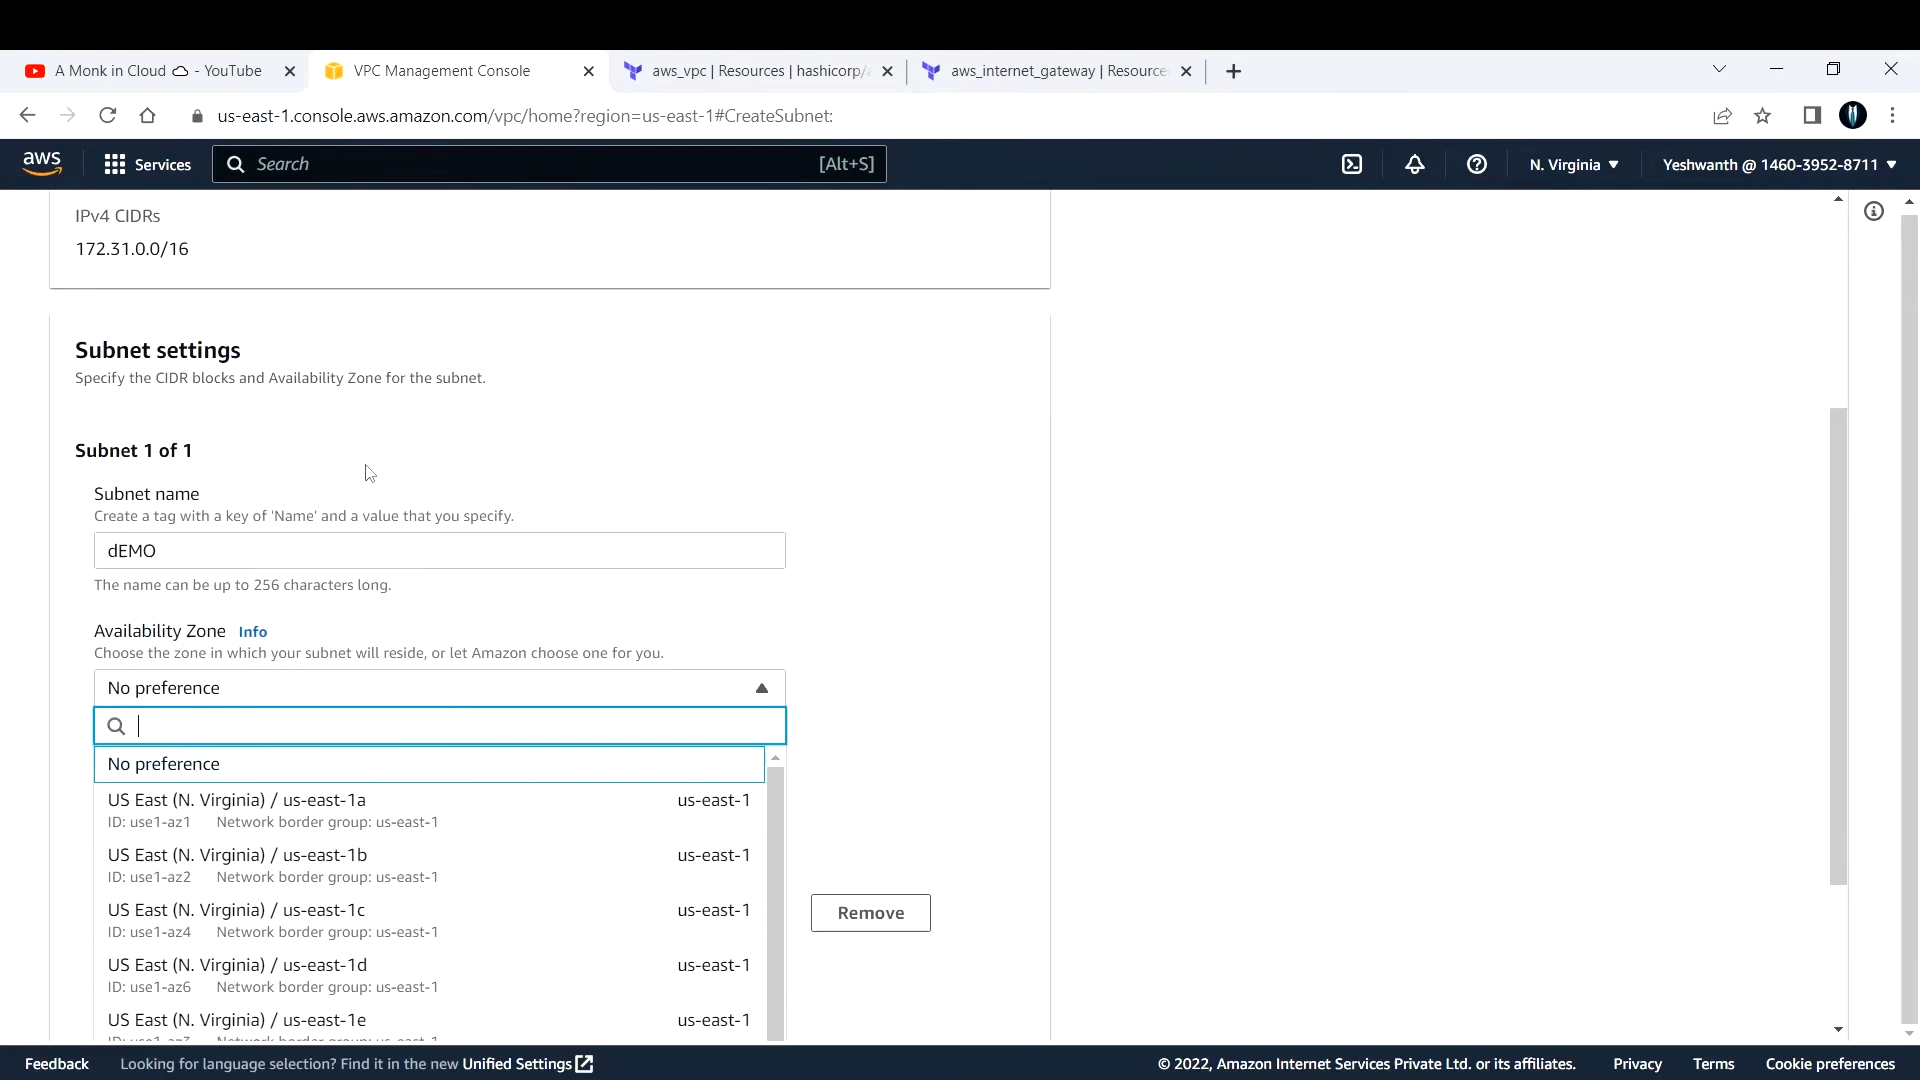 A Monk in Cloud - YouTube
VPC Management Console
aws_vpc | Resources | hashicorp/a
aws_internet_gateway | Resource
us-east-1.console.aws.amazon.com/vpc/home?region=us-east-1#CreateSubnet:
aws
Services
Search
[Alt+S]
N. Virginia
Yeshwanth @ 1460-3952-8711
IPv4 CIDRs
172.31.0.0/16
Subnet settings
Specify the CIDR blocks and Availability Zone for the subnet.
Subnet 1 of 1
Subnet name
Create a tag with a key of 'Name' and a value that you specify.
dEMO
The name can be up to 256 characters long.
Availability Zone Info
Choose the zone in which your subnet will reside, or let Amazon choose one for you.
No preference
No preference
US East (N. Virginia) / us-east-1a us-east-1
ID: use1-az1 Network border group: us-east-1
US East (N. Virginia) / us-east-1b us-east-1
ID: use1-az2 Network border group: us-east-1
US East (N. Virginia) / us-east-1c us-east-1
ID: use1-az4 Network border group: us-east-1
Remove
US East (N. Virginia) / us-east-1d us-east-1
ID: use1-az6 Network border group: us-east-1
US East (N. Virginia) / us-east-1e us-east-1
Feedback
Looking for language selection? Find it in the new Unified Settings
© 2022, Amazon Internet Services Private Ltd. or its affiliates.
Privacy
Terms
Cookie preferences